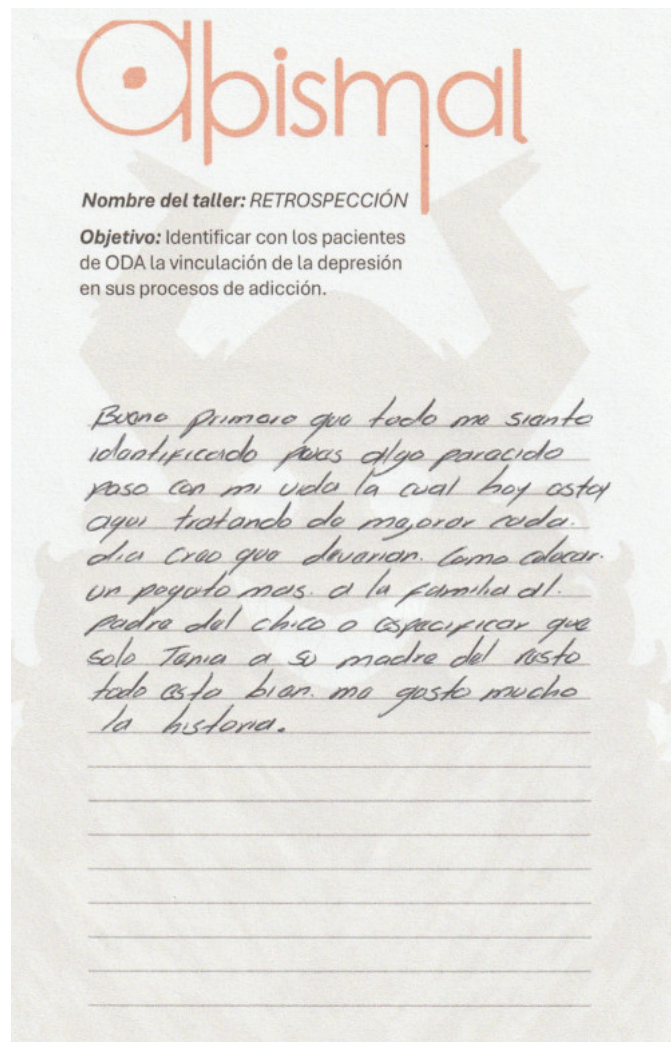 abismal
Nombre del taller: RETROSPECCIÓN
Objetivo: Identificar con los pacientes
de ODA la vinculación de la depresión
en sus procesos de adicción.
Bueno primero que todo me siento
identificado pues algo parecido
paso con mi vida la cual hoy estoy
aqui tratando de mejorar cada.
dia creo que devarian. Como colocar.
un poquito mas. a la familia al.
padre del chico o especificar que
solo Tenia a su madre del resto
todo esta bien. me gusto mucho
la historia.